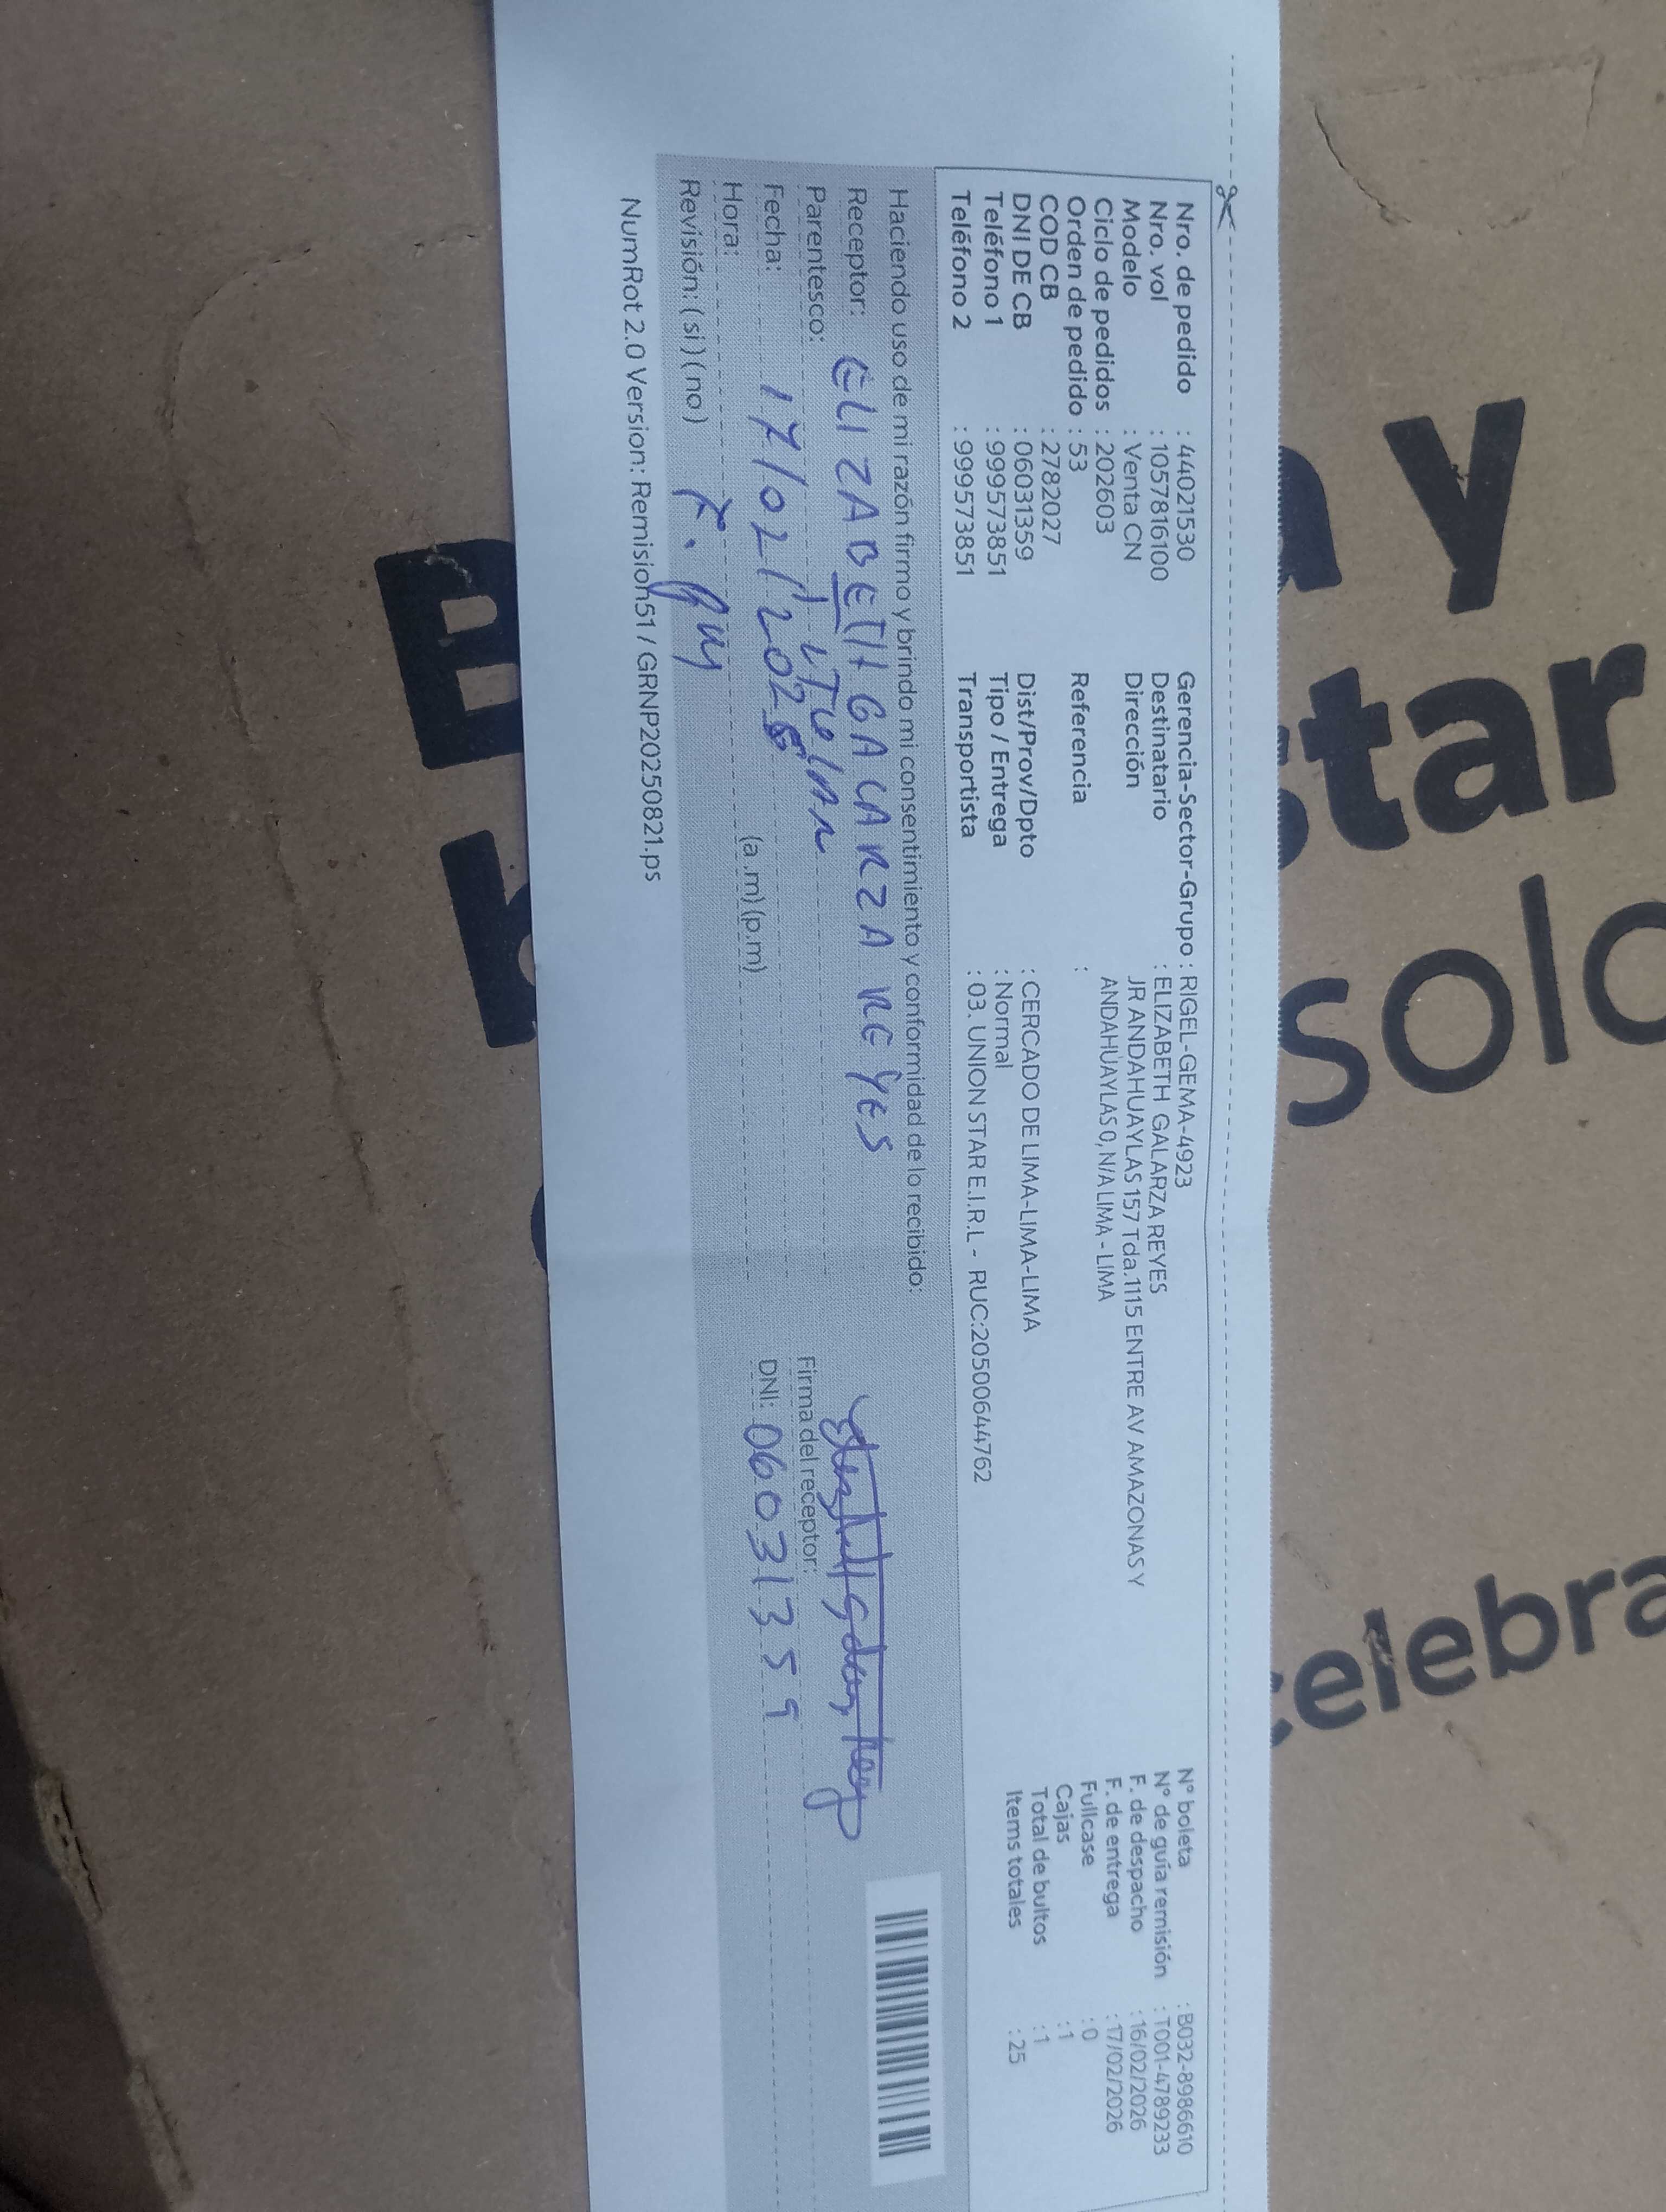 Nro. de pedido : 44021530
Nro. vol : 1057816100
Modelo : Venta CN
Ciclo de pedidos : 202603
Orden de pedido : 53
COD CB : 2782027
DNI DE CB : 06031359
Teléfono 1 : 999573851
Teléfono 2 : 999573851
Gerencia-Sector-Grupo : RIGEL-GEMA-4923
Destinatario : ELIZABETH GALARZA REYES
Dirección JR ANDAHUAYLAS 157 Tda.1115 ENTRE AV AMAZONAS Y
ANDAHUAYLAS 0, N/A LIMA - LIMA
Referencia :
Dist/Prov/Dpto : CERCADO DE LIMA-LIMA-LIMA
Tipo / Entrega : Normal
Transportista : 03. UNION STAR E.I.R.L - RUC:20500644762
N° boleta : B032-8986610
N° de guía remisión : T001-4789233
F. de despacho : 16/02/2026
F. de entrega : 17/02/2026
Fullcase : 0
Cajas : 1
Total de bultos : 1
Items totales : 25
Haciendo uso de mi razón firmo y brindo mi consentimiento y conformidad de lo recibido:
Receptor: ELIZABETH GALARZA REYES
Parentesco: TITULAR
Fecha: 17/02/2026
Hora: (a.m)(p.m)
Revisión: (si)(no)
Firma del receptor:
DNI: 06031359
NumRot 2.0 Version: Remision51 / GRNP20250821.ps
y
tar
solo
celebra